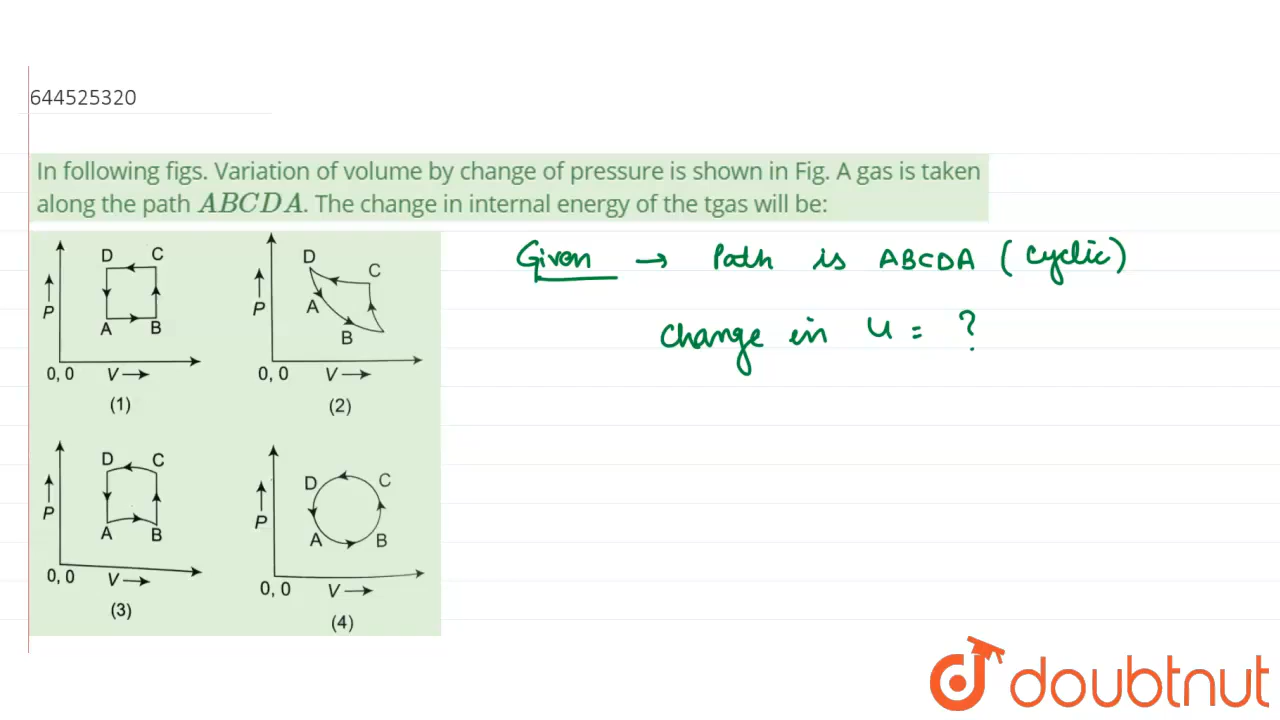 644525320
In following figs. Variation of volume by change of pressure is shown in Fig. A gas is taken
along the path ABCDA. The change in internal energy of the tgas will be:
Given → Path is ABCDA (cyclic)
change in U = ?
D C
P
A B
0, 0 V
(1)
D C
P
A
B
0, 0 V
(2)
D C
P
A B
0, 0 V
(3)
D C
P
A B
0, 0 V
(4)
doubtnut